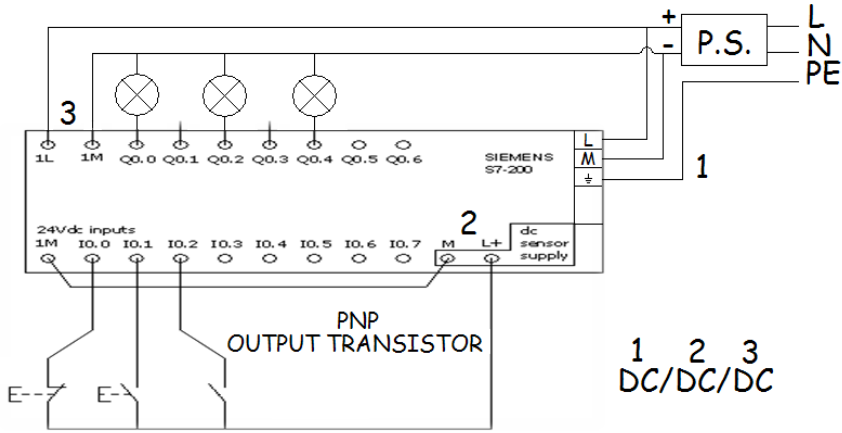 + L
- P.S. N
PE
3
1L 1M Q0.0 Q0.1 Q0.2 Q0.3 Q0.4 Q0.5 Q0.6
SIEMENS
S7-200
L
M
1
2
24Vdc inputs
1M I0.0 I0.1 I0.2 I0.3 I0.4 I0.5 I0.6 I0.7 M L+
dc
sensor
supply
PNP
OUTPUT TRANSISTOR
1 2 3
DC/DC/DC
E E